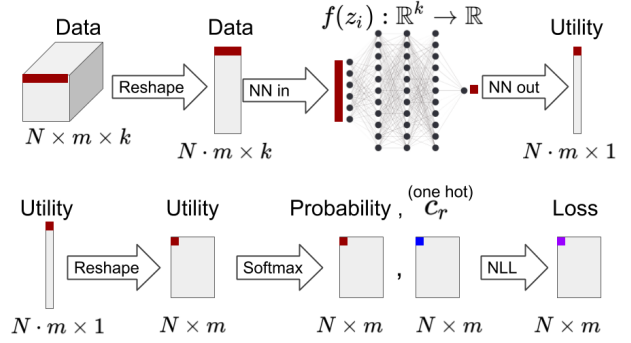 Data
Data
f(z_i) : ℝ^k → ℝ
Utility
Reshape
NN in
NN out
N × m × k
N · m × k
N · m × 1
Utility
Utility
Probability ,
(one hot)
c_r
Loss
Reshape
Softmax
,
NLL
N · m × 1
N × m
N × m
N × m
N × m